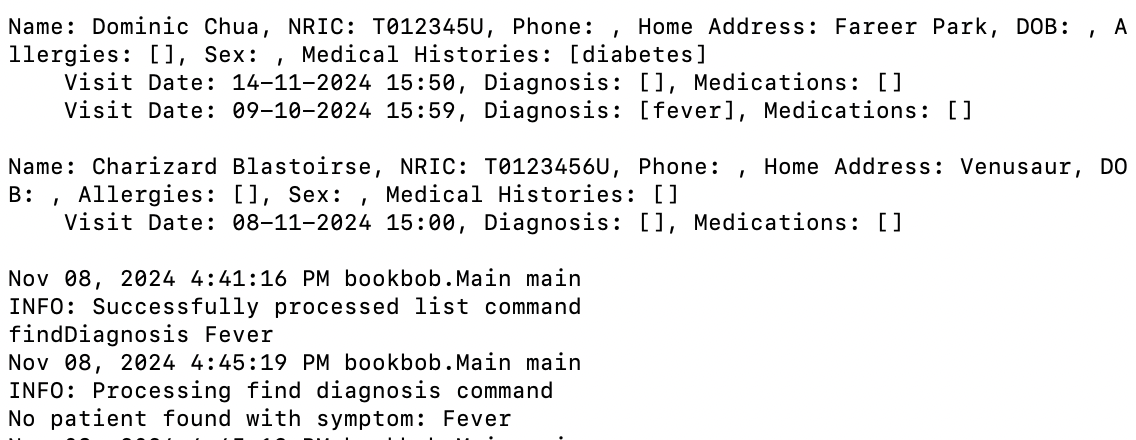 Name: Dominic Chua, NRIC: T012345U, Phone: , Home Address: Fareer Park, DOB: , A
llergies: [], Sex: , Medical Histories: [diabetes]
    Visit Date: 14-11-2024 15:50, Diagnosis: [], Medications: []
    Visit Date: 09-10-2024 15:59, Diagnosis: [fever], Medications: []
Name: Charizard Blastoirse, NRIC: T0123456U, Phone: , Home Address: Venusaur, DO
B: , Allergies: [], Sex: , Medical Histories: []
    Visit Date: 08-11-2024 15:00, Diagnosis: [], Medications: []
Nov 08, 2024 4:41:16 PM bookbob.Main main
INFO: Successfully processed list command
findDiagnosis Fever
Nov 08, 2024 4:45:19 PM bookbob.Main main
INFO: Processing find diagnosis command
No patient found with symptom: Fever